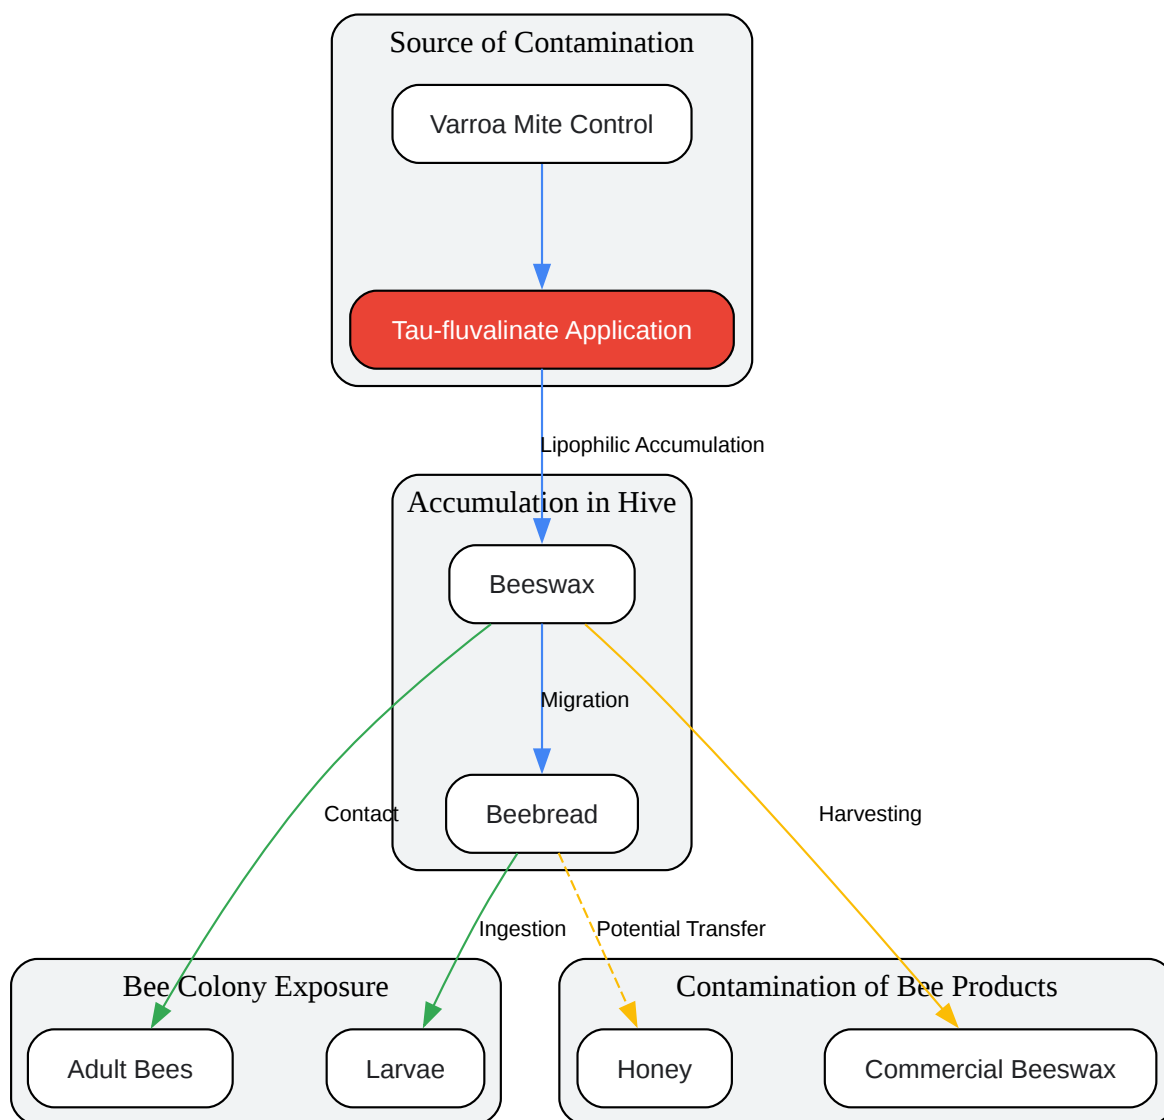 Source of Contamination
Varroa Mite Control
Tau-fluvalinate Application
Lipophilic Accumulation
Accumulation in Hive
Beeswax
Migration
Beebread
Contact
Harvesting
Ingestion
Potential Transfer
Bee Colony Exposure
Contamination of Bee Products
Adult Bees
Larvae
Honey
Commercial Beeswax